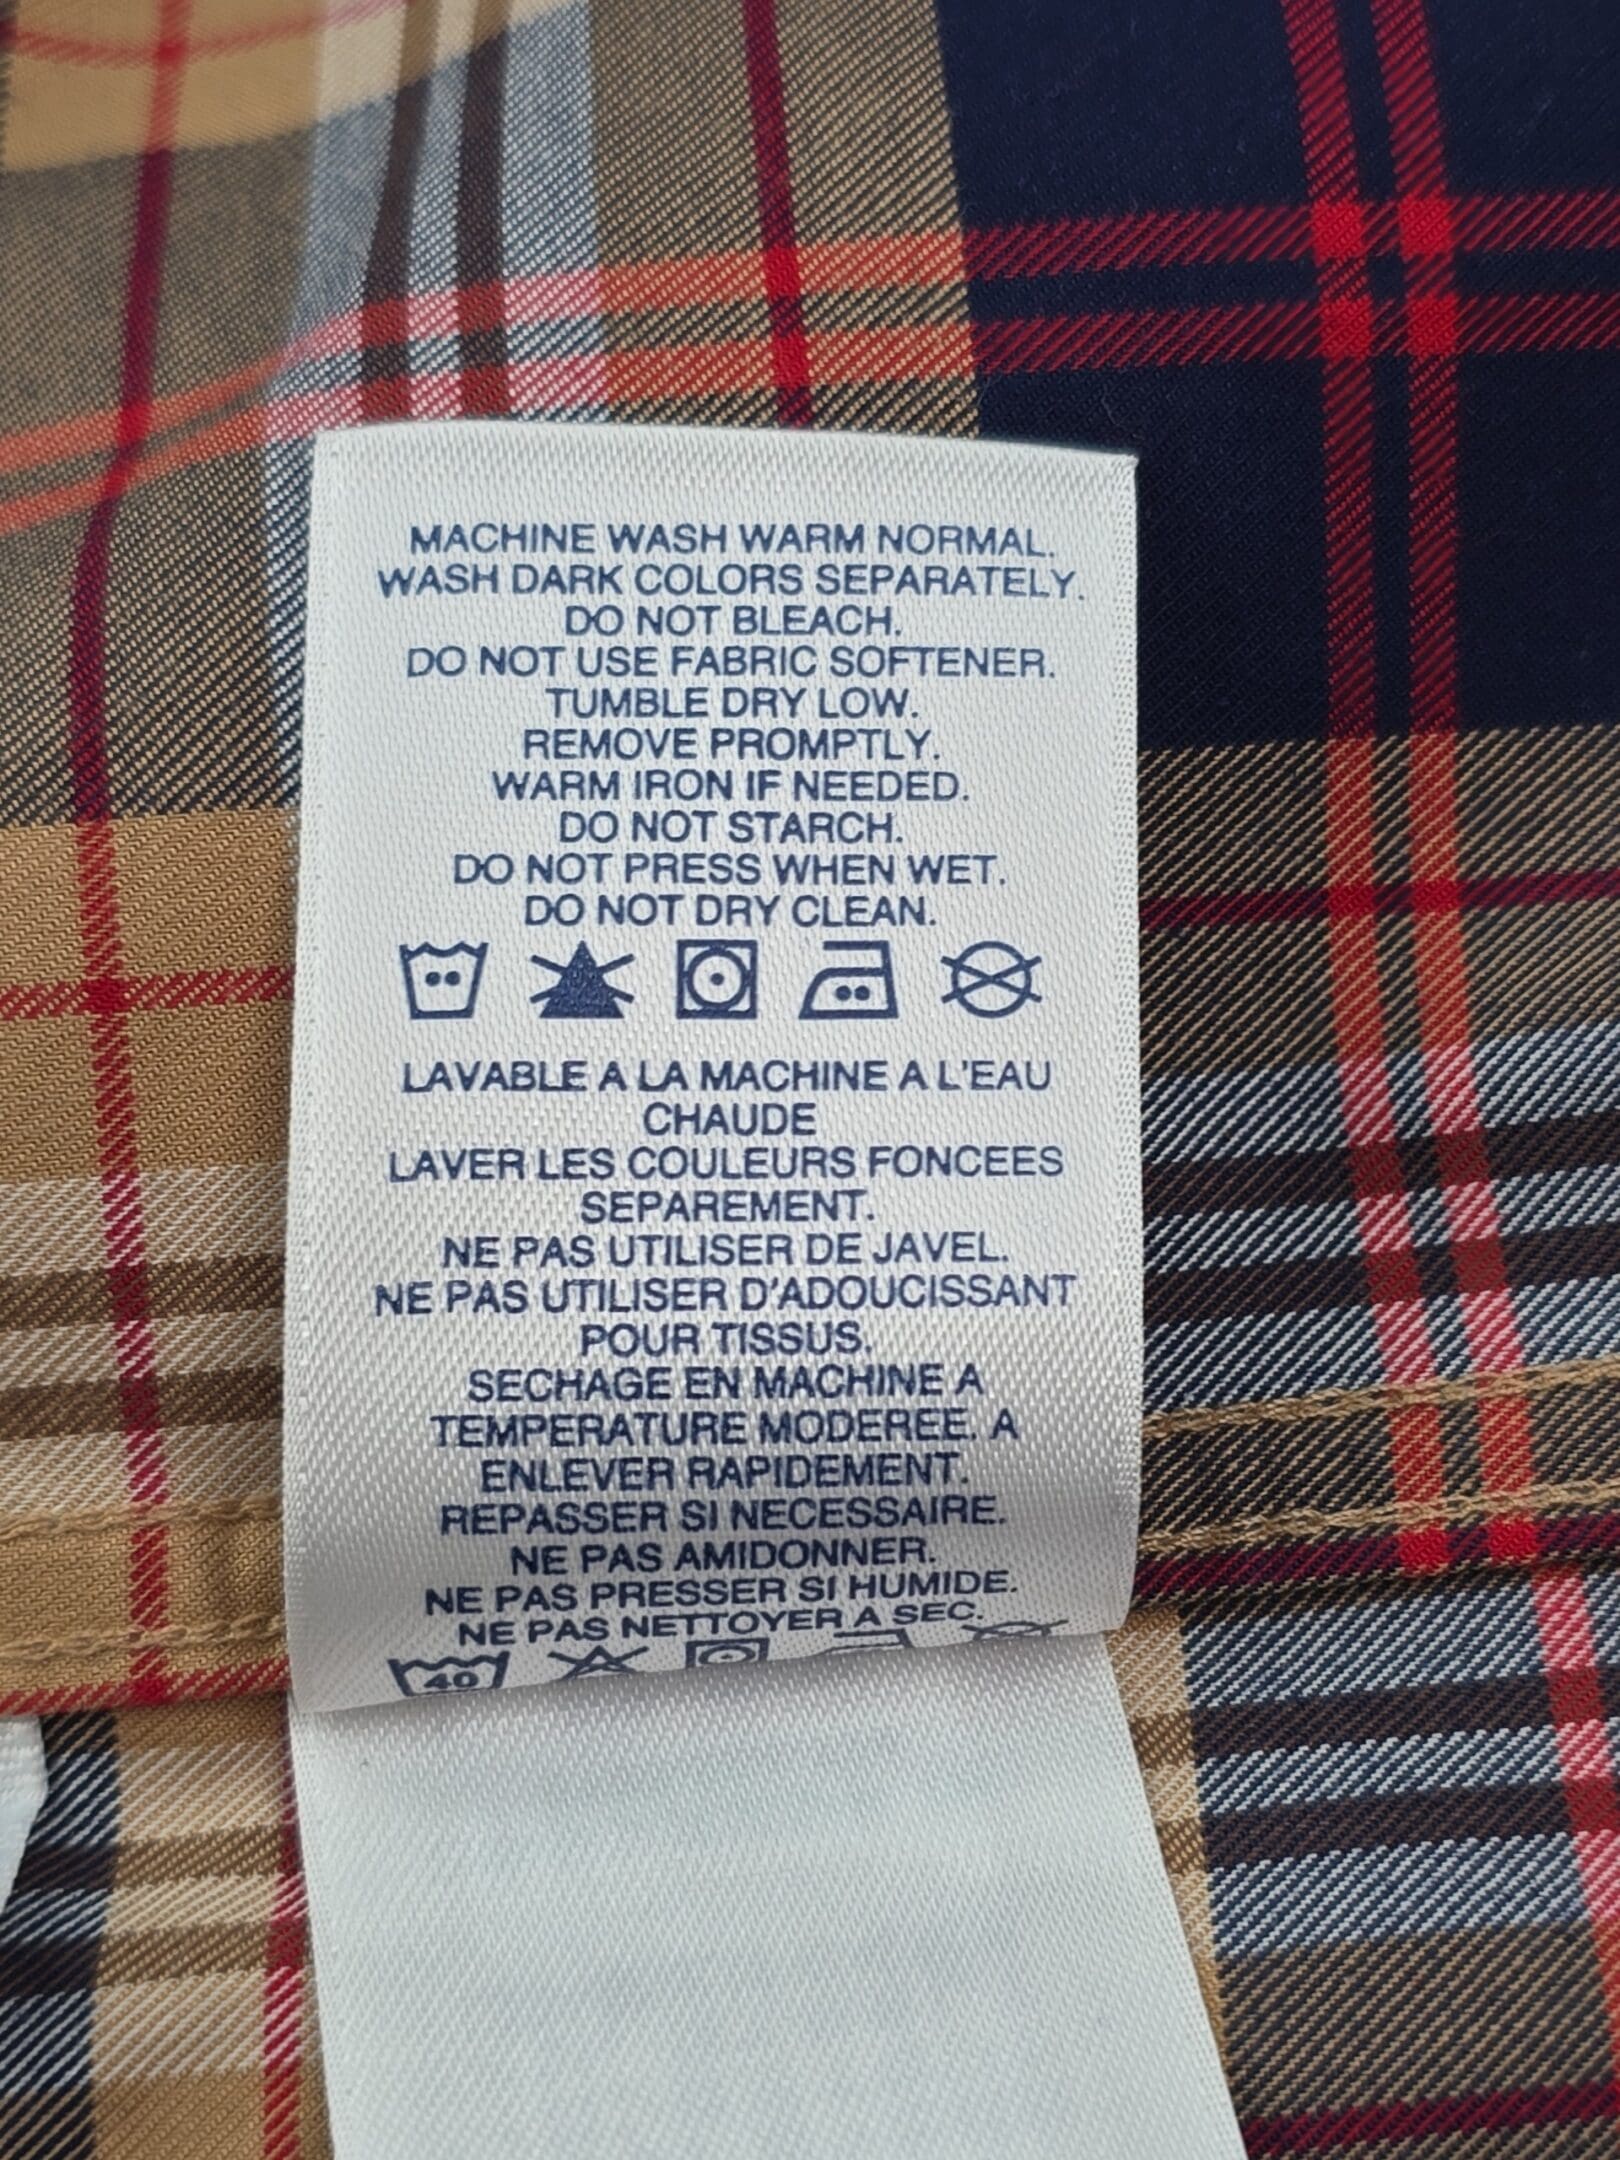 MACHINE WASH WARM NORMAL.
WASH DARK COLORS SEPARATELY.
DO NOT BLEACH.
DO NOT USE FABRIC SOFTENER.
TUMBLE DRY LOW.
REMOVE PROMPTLY.
WARM IRON IF NEEDED.
DO NOT STARCH.
DO NOT PRESS WHEN WET.
DO NOT DRY CLEAN.
LAVABLE A LA MACHINE A L'EAU
CHAUDE
LAVER LES COULEURS FONCEES
SEPAREMENT.
NE PAS UTILISER DE JAVEL.
NE PAS UTILISER D'ADOUCISSANT
POUR TISSUS.
SECHAGE EN MACHINE A
TEMPERATURE MODEREE. A
ENLEVER RAPIDEMENT.
REPASSER SI NECESSAIRE.
NE PAS AMIDONNER.
NE PAS PRESSER SI HUMIDE.
NE PAS NETTOYER A SEC.
40